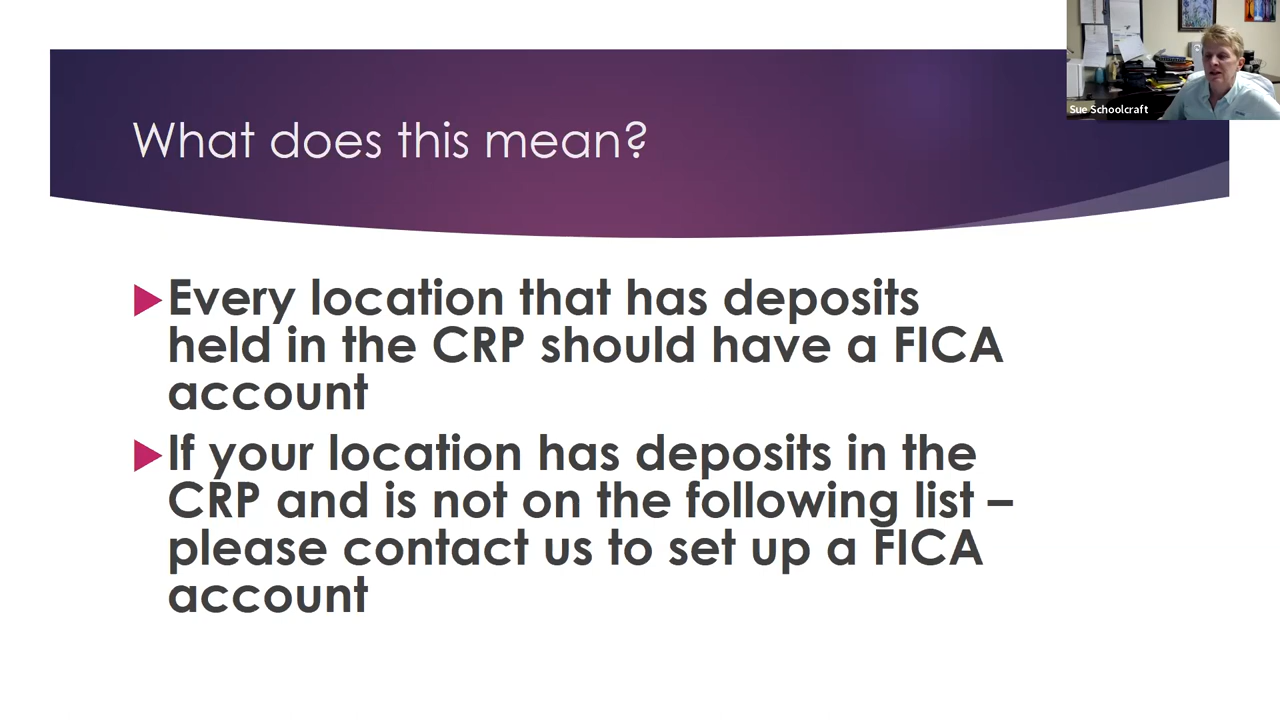 What does this mean?
Sue Schoolcraft
Every location that has deposits
held in the CRP should have a FICA
account
If your location has deposits in the
CRP and is not on the following list –
please contact us to set up a FICA
account